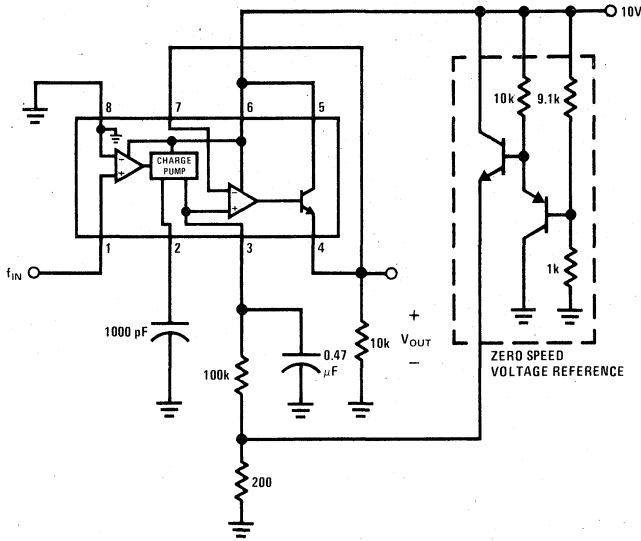 10V
8
7
6
5
10k
9.1k
CHARGE
PUMP
−
+
−
+
1
2
3
4
fIN
1k
1000 pF
100k
0.47
μF
10k
+
VOUT
−
ZERO SPEED
VOLTAGE REFERENCE
200